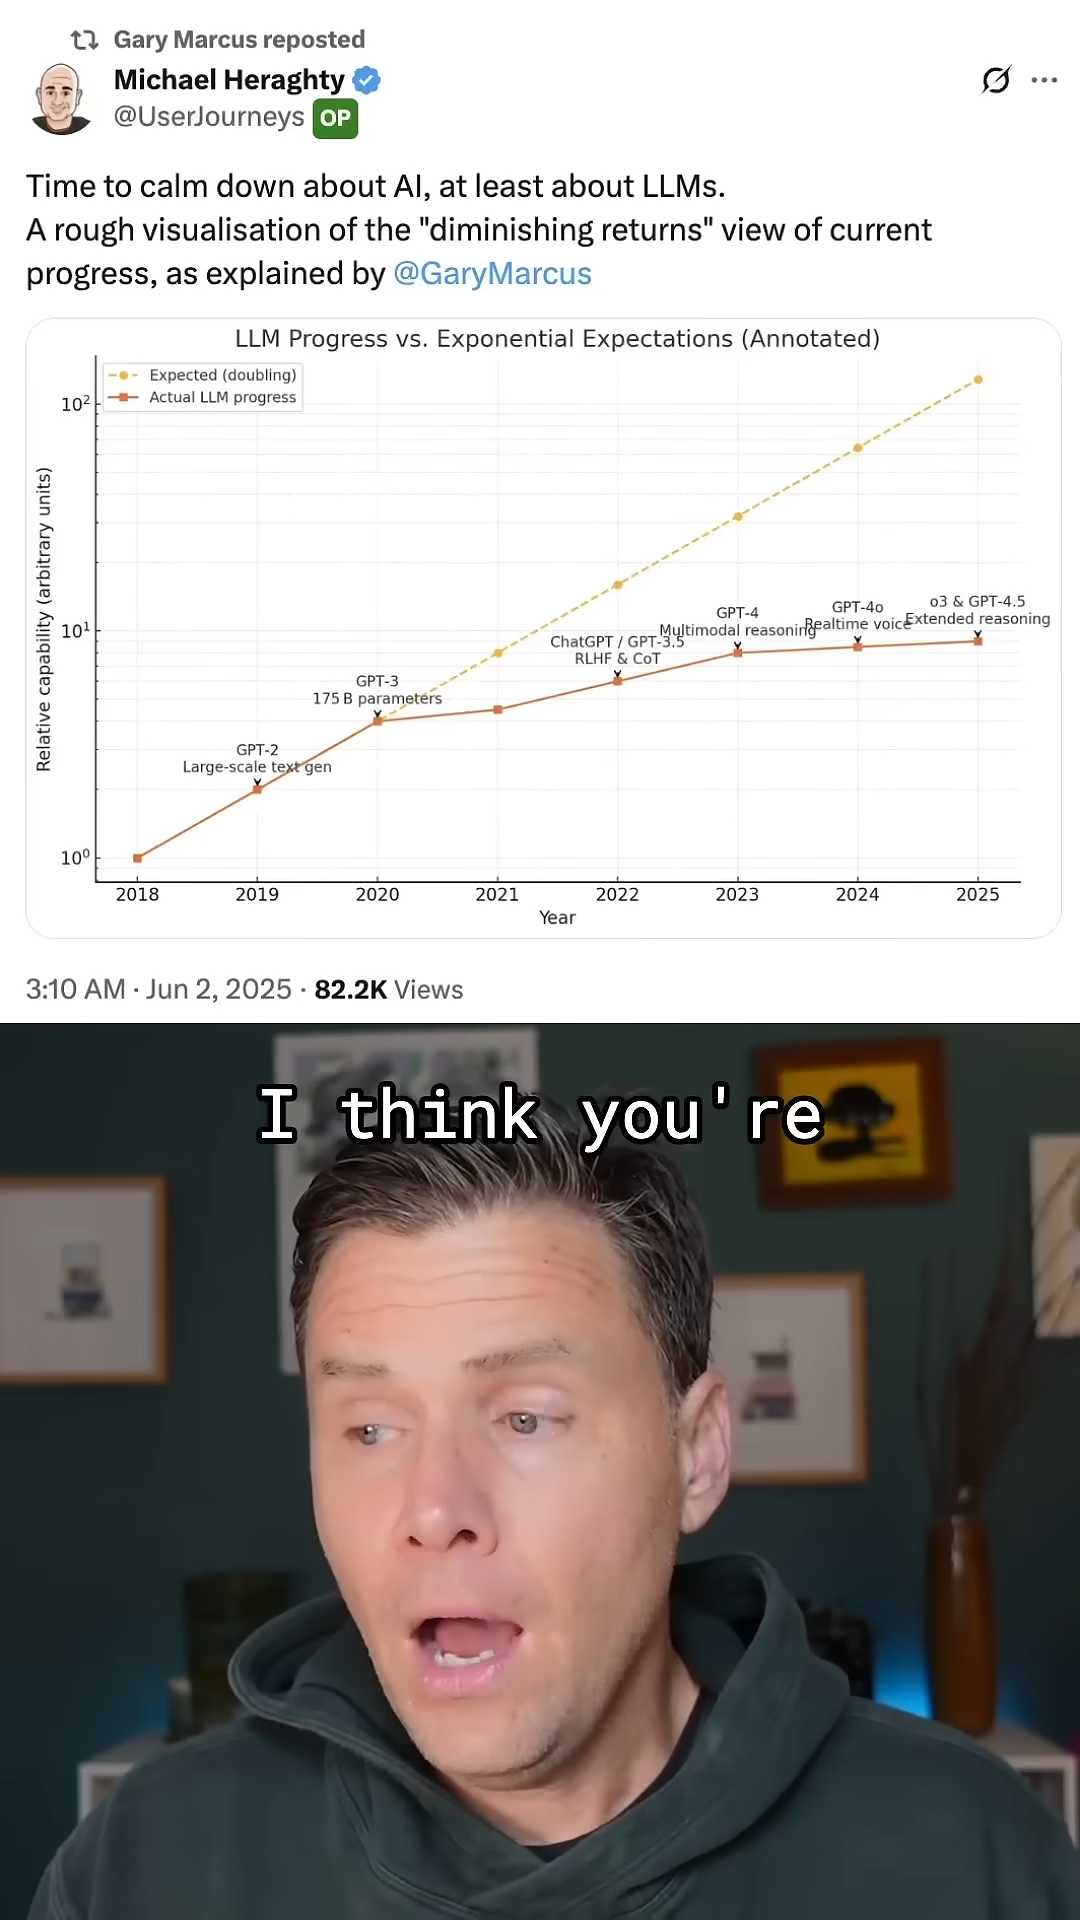 Gary Marcus reposted
Michael Heraghty
@UserJourneys OP
Time to calm down about AI, at least about LLMs.
A rough visualisation of the "diminishing returns" view of current
progress, as explained by @GaryMarcus
LLM Progress vs. Exponential Expectations (Annotated)
Expected (doubling)
Actual LLM progress
Relative capability (arbitrary units)
10²
10¹
10⁰
GPT-2
Large-scale text gen
GPT-3
175 B parameters
ChatGPT / GPT-3.5
RLHF & CoT
GPT-4
Multimodal reasoning
GPT-4o
Realtime voice
o3 & GPT-4.5
Extended reasoning
2018 2019 2020 2021 2022 2023 2024 2025
Year
3:10 AM · Jun 2, 2025 · 82.2K Views
I think you're